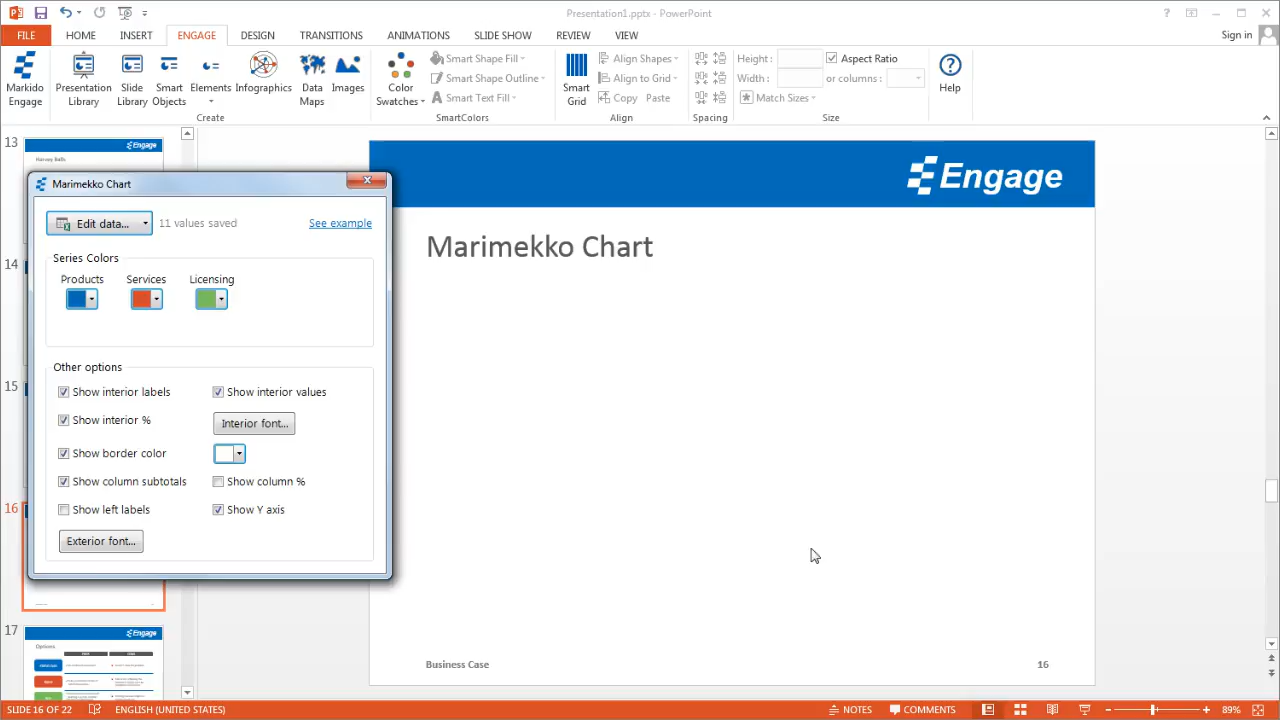 Presentation1.pptx - PowerPoint
FILE HOME INSERT ENGAGE DESIGN TRANSITIONS ANIMATIONS SLIDE SHOW REVIEW VIEW Sign in
Markido Engage
Presentation Library
Slide Library
Smart Objects
Elements
Infographics
Data Maps
Images
Create
Color Swatches
Smart Shape Fill
Smart Shape Outline
Smart Text Fill
SmartColors
Smart Grid
Align Shapes
Align to Grid
Copy Paste
Align
Spacing
Height: Aspect Ratio
Width: or columns:
Match Sizes
Size
Help
13
Engage
Harvey Balls
14
15
16
17
Engage
Options
Marimekko Chart
Edit data... 11 values saved See example
Series Colors
Products Services Licensing
Other options
Show interior labels Show interior values
Show interior % Interior font...
Show border color
Show column subtotals Show column %
Show left labels Show Y axis
Exterior font...
Engage
Marimekko Chart
Business Case 16
SLIDE 16 OF 22 ENGLISH (UNITED STATES) NOTES COMMENTS 89%